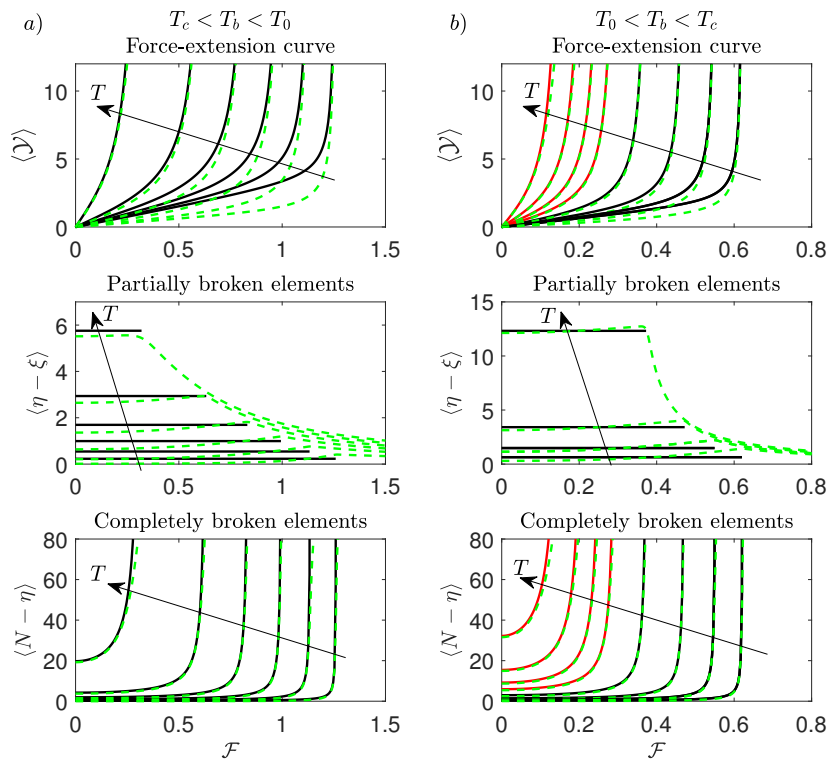 a)
T_c < T_b < T_0
Force-extension curve
⟨𝒴⟩
10
5
0
T
0
0.5
1
1.5
Partially broken elements
⟨η − ξ⟩
6
4
2
0
T
0
0.5
1
1.5
Completely broken elements
⟨N − η⟩
80
60
40
20
0
T
0
0.5
1
1.5
ℱ
b)
T_0 < T_b < T_c
Force-extension curve
⟨𝒴⟩
10
5
0
T
0
0.2
0.4
0.6
0.8
Partially broken elements
⟨η − ξ⟩
15
10
5
0
T
0
0.2
0.4
0.6
0.8
Completely broken elements
⟨N − η⟩
80
60
40
20
0
T
0
0.2
0.4
0.6
0.8
ℱ